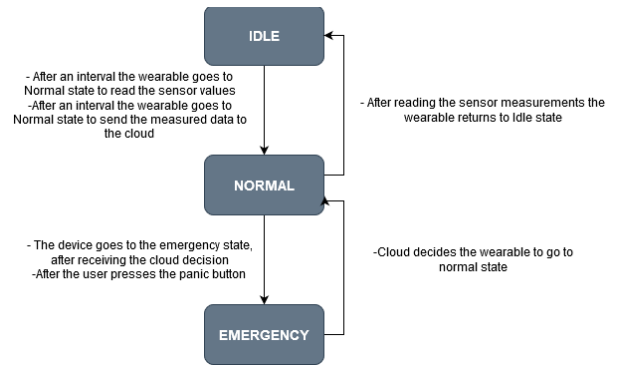 IDLE
- After an interval the wearable goes to
Normal state to read the sensor values
-After an interval the wearable goes to
Normal state to send the measured data to
the cloud
- After reading the sensor measurements the
wearable returns to Idle state
NORMAL
- The device goes to the emergency state,
after receiving the cloud decision
-After the user presses the panic button
-Cloud decides the wearable to go to
normal state
EMERGENCY